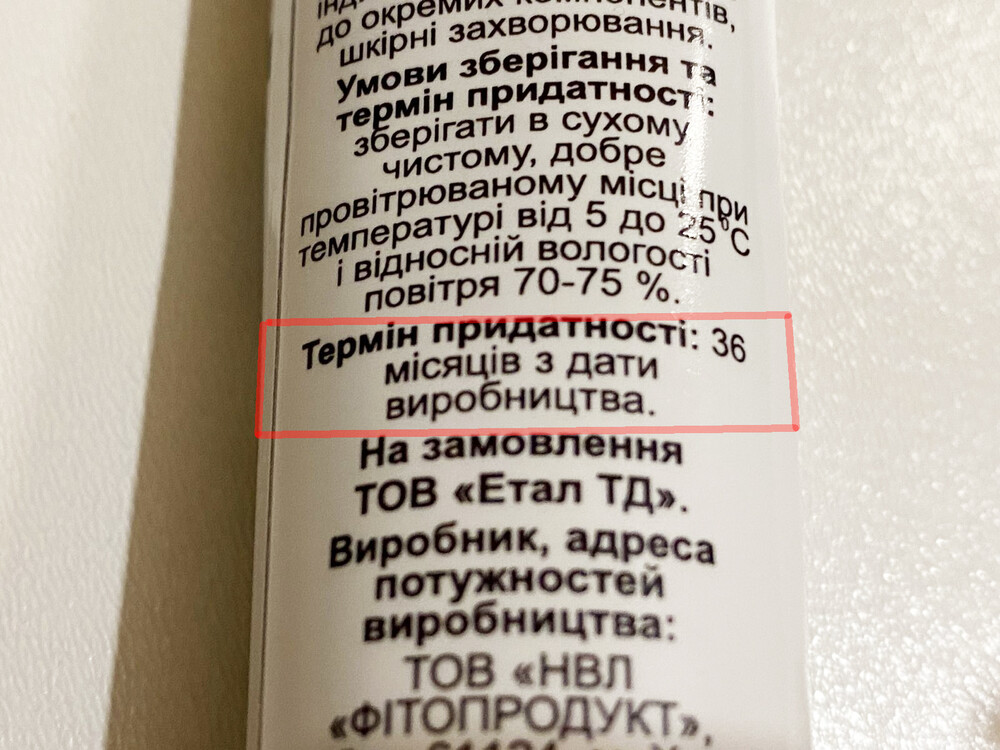 до окремих компонентів,
шкірні захворювання.
Умови зберігання та
термін придатності:
зберігати в сухому
чистому, добре
провітрюваному місці при
температурі від 5 до 25°С
і відносній вологості
повітря 70-75 %.
Термін придатності: 36
місяців з дати
виробництва.
На замовлення
ТОВ «Етал ТД».
Виробник, адреса
потужностей
виробництва:
ТОВ «НВЛ
«ФІТОПРОДУКТ»,